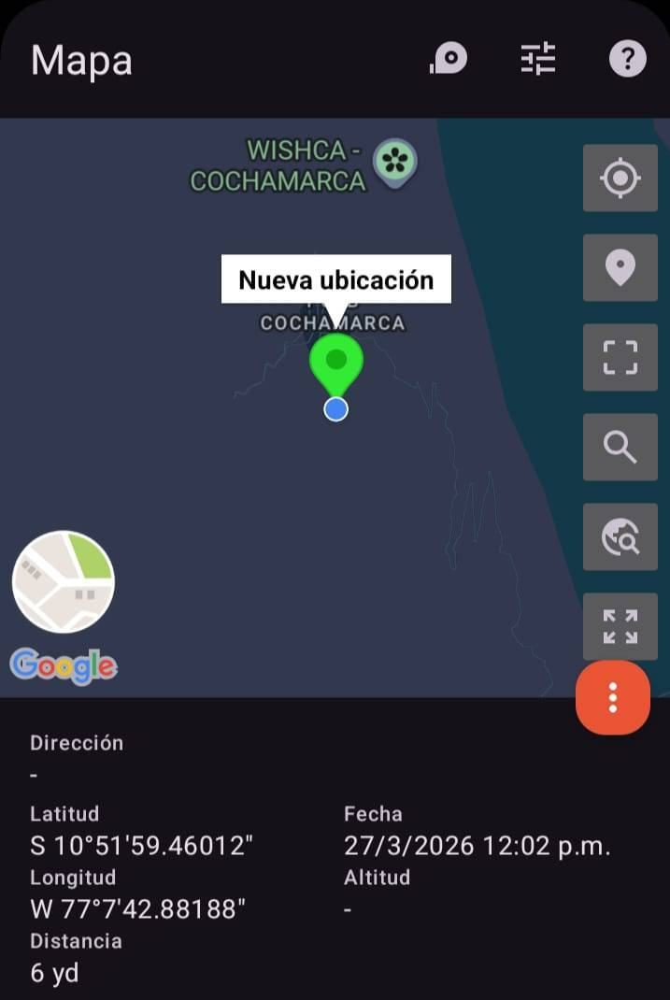 Mapa
WISHCA -
COCHAMARCA
Nueva ubicación
COCHAMARCA
Google
Dirección
-
Latitud
Fecha
S 10°51'59.46012"
27/3/2026 12:02 p.m.
Longitud
Altitud
W 77°7'42.88188"
-
Distancia
6 yd